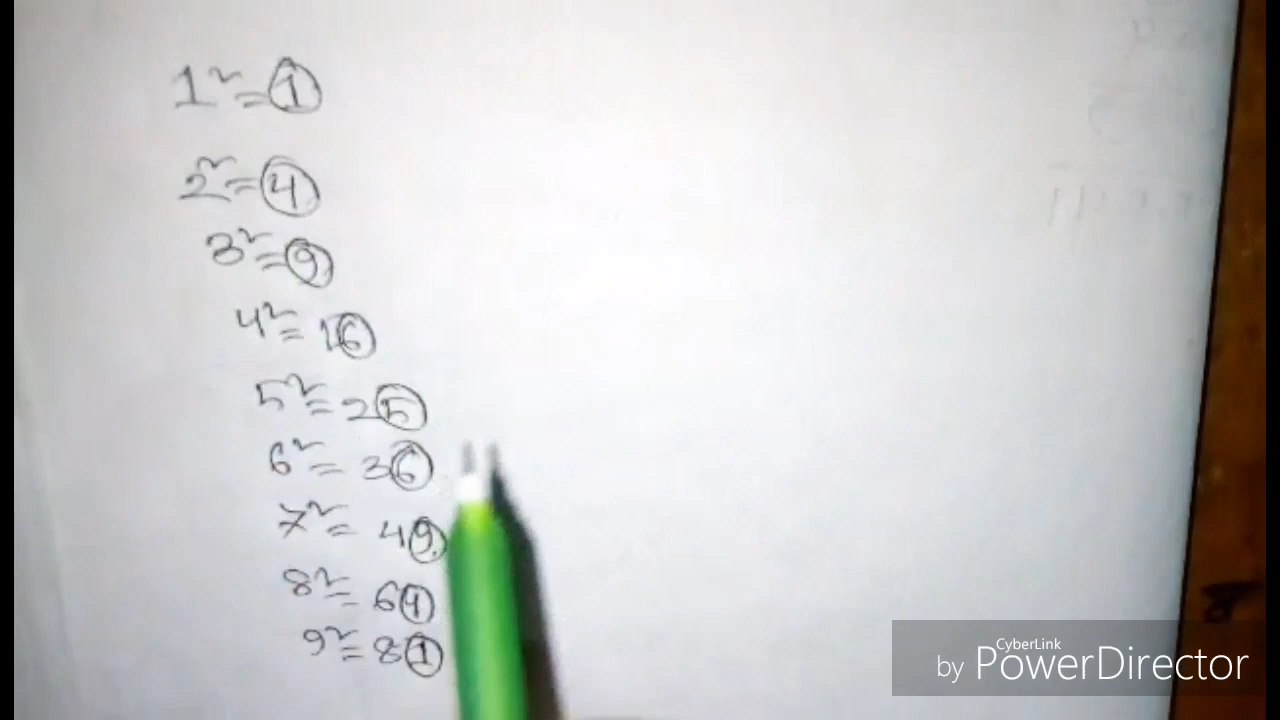 1² = 1
2² = 4
3² = 9
4² = 16
5² = 25
6² = 36
7² = 49
8² = 64
9² = 81
CyberLink
by PowerDirector